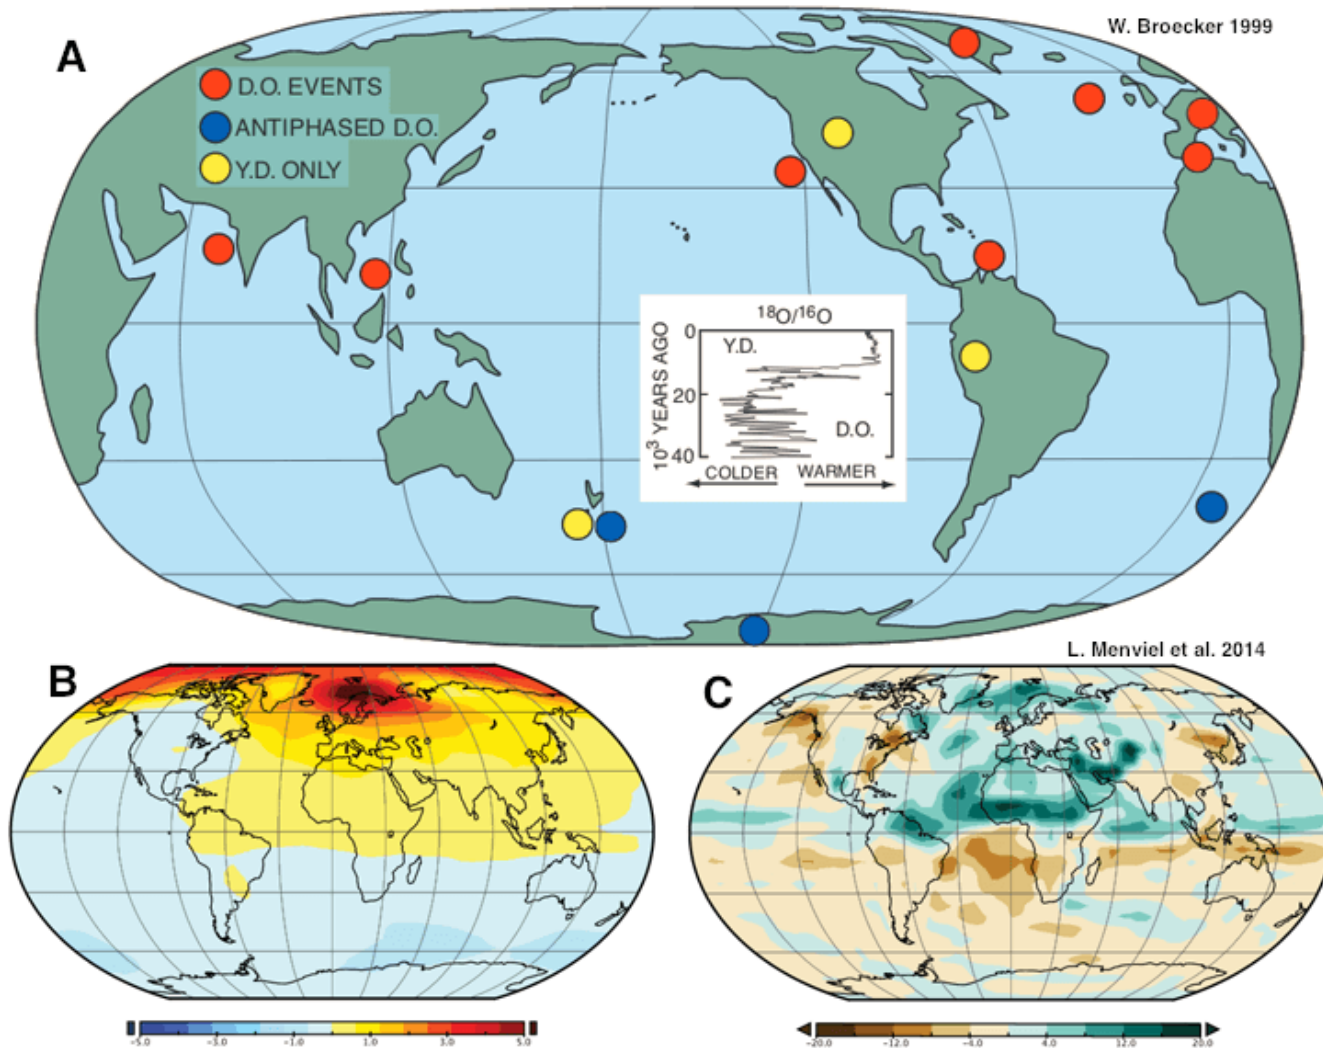 W. Broecker 1999
A
D.O. EVENTS
ANTIPHASED D.O.
Y.D. ONLY
18O/16O
0
Y.D.
20
D.O.
40
10³ YEARS AGO
COLDER WARMER
L. Menviel et al. 2014
B
C
-5.0 -3.0 -1.0 1.0 3.0 5.0
-20.0 -12.0 -4.0 4.0 12.0 20.0